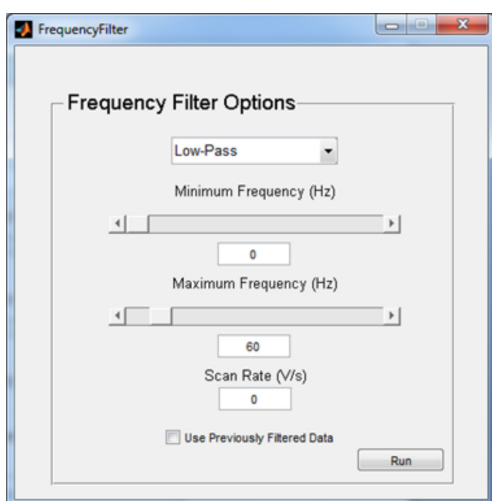 FrequencyFilter
Frequency Filter Options
Low-Pass
Minimum Frequency (Hz)
0
Maximum Frequency (Hz)
60
Scan Rate (V/s)
0
Use Previously Filtered Data
Run